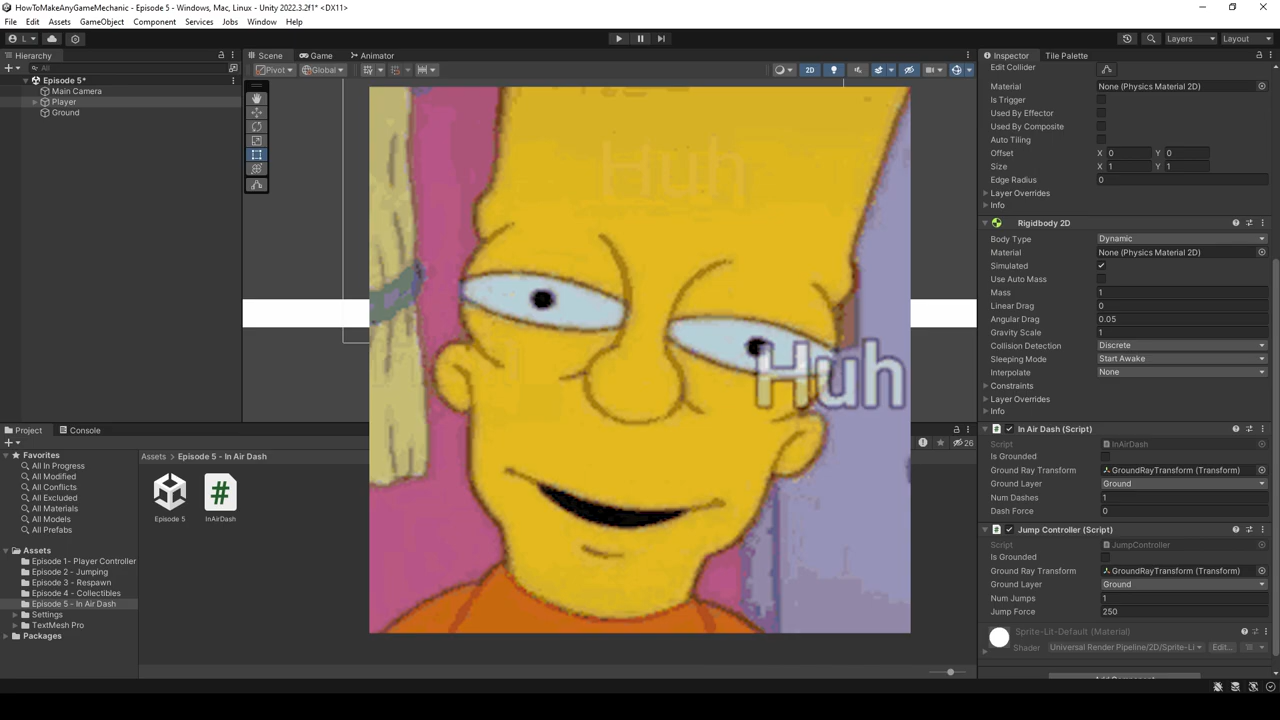 HowToMakeAnyGameMechanic - Episode 5 - Windows, Mac, Linux - Unity 2022.3.2f1* <DX11>
File Edit Assets GameObject Component Services Jobs Window Help
L
Layers Layout
Hierarchy
All
Episode 5*
Main Camera
Player
Ground
Scene Game Animator
Pivot Global
2D
Huh
Huh
Inspector Tile Palette
Edit Collider
Material None (Physics Material 2D)
Is Trigger
Used By Effector
Used By Composite
Auto Tiling
Offset X 0 Y 0
Size X 1 Y 1
Edge Radius 0
Layer Overrides
Info
Rigidbody 2D
Body Type Dynamic
Material None (Physics Material 2D)
Simulated
Use Auto Mass
Mass 1
Linear Drag 0
Angular Drag 0.05
Gravity Scale 1
Collision Detection Discrete
Sleeping Mode Start Awake
Interpolate None
Constraints
Layer Overrides
Info
In Air Dash (Script)
Script InAirDash
Is Grounded
Ground Ray Transform GroundRayTransform (Transform)
Ground Layer Ground
Num Dashes 1
Dash Force 0
Jump Controller (Script)
Script JumpController
Is Grounded
Ground Ray Transform GroundRayTransform (Transform)
Ground Layer Ground
Num Jumps 1
Jump Force 250
Sprite-Lit-Default (Material)
Shader Universal Render Pipeline/2D/Sprite-Li Edit...
Project Console
26
Favorites
All In Progress
All Modified
All Conflicts
All Excluded
All Materials
All Models
All Prefabs
Assets
Episode 1- Player Controller
Episode 2 - Jumping
Episode 3 - Respawn
Episode 4 - Collectibles
Episode 5 - In Air Dash
Settings
TextMesh Pro
Packages
Assets > Episode 5 - In Air Dash
Episode 5
InAirDash